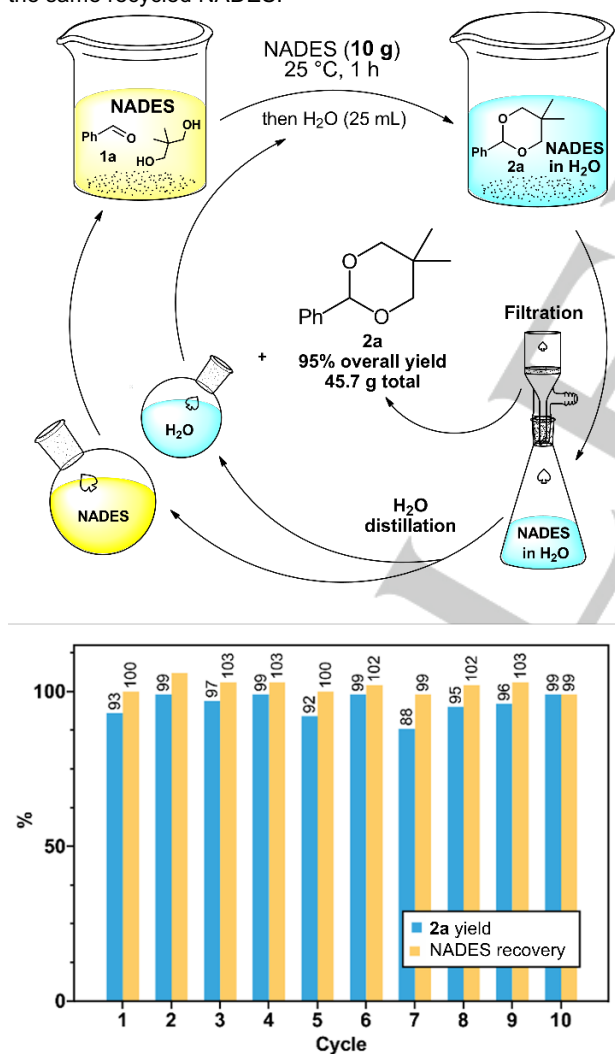 the same recycled NADES.
NADES
Ph
O
1a
OH
HO
NADES (10 g)
25 °C, 1 h
then H₂O (25 mL)
O
Ph
O
2a
NADES
in H₂O
O
Ph
O
2a
95% overall yield
45.7 g total
+
Filtration
H₂O
NADES
H₂O
distillation
NADES
in H₂O
%
100
50
0
93
100
99
97
103
99
103
92
100
99
102
88
99
95
102
96
103
99
99
2a yield
NADES recovery
1 2 3 4 5 6 7 8 9 10
Cycle